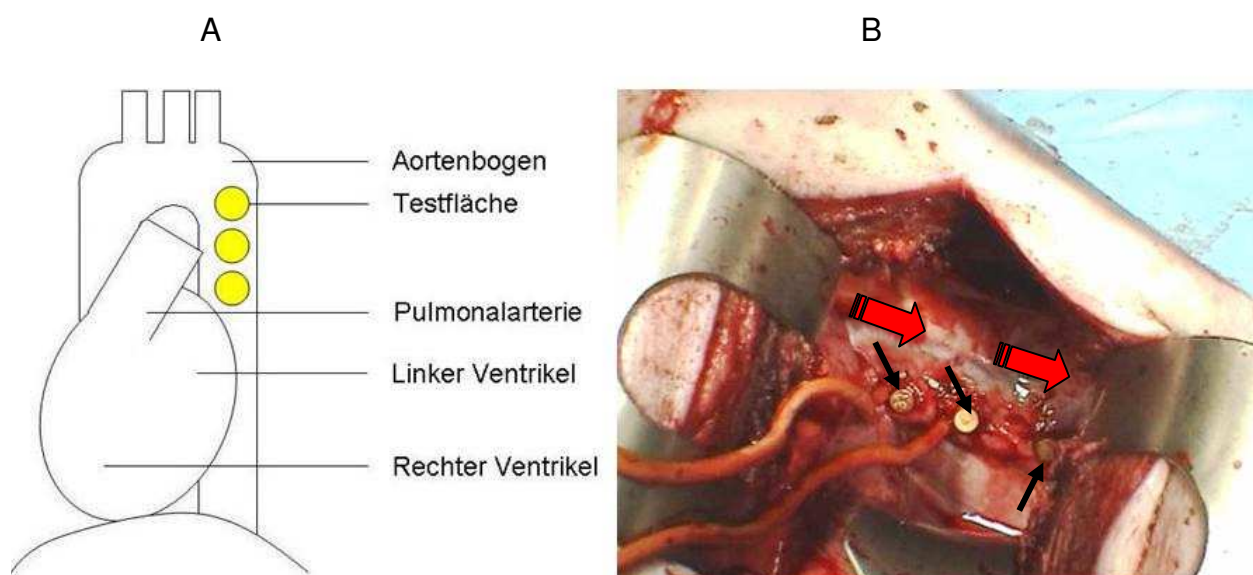 A
B
Aortenbogen
Testfläche
Pulmonalarterie
Linker Ventrikel
Rechter Ventrikel